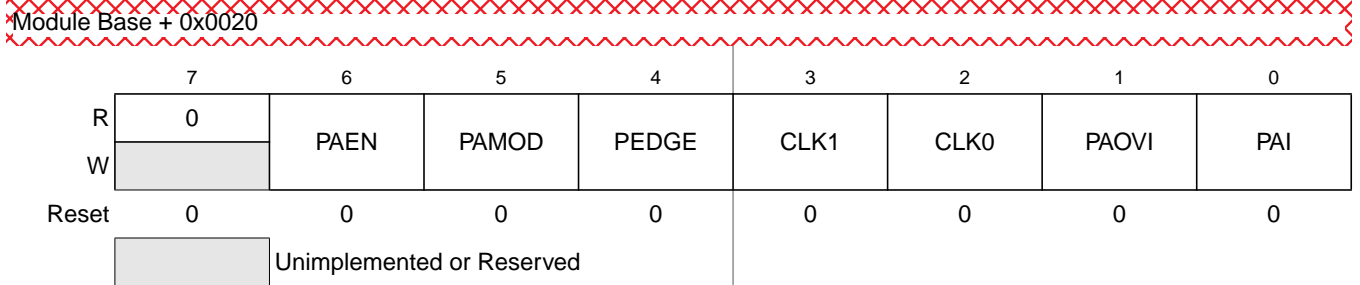 Module Base + 0x0020
7 6 5 4 3 2 1 0
R 0 PAEN PAMOD PEDGE CLK1 CLK0 PAOVI PAI
W
Reset 0 0 0 0 0 0 0 0
Unimplemented or Reserved